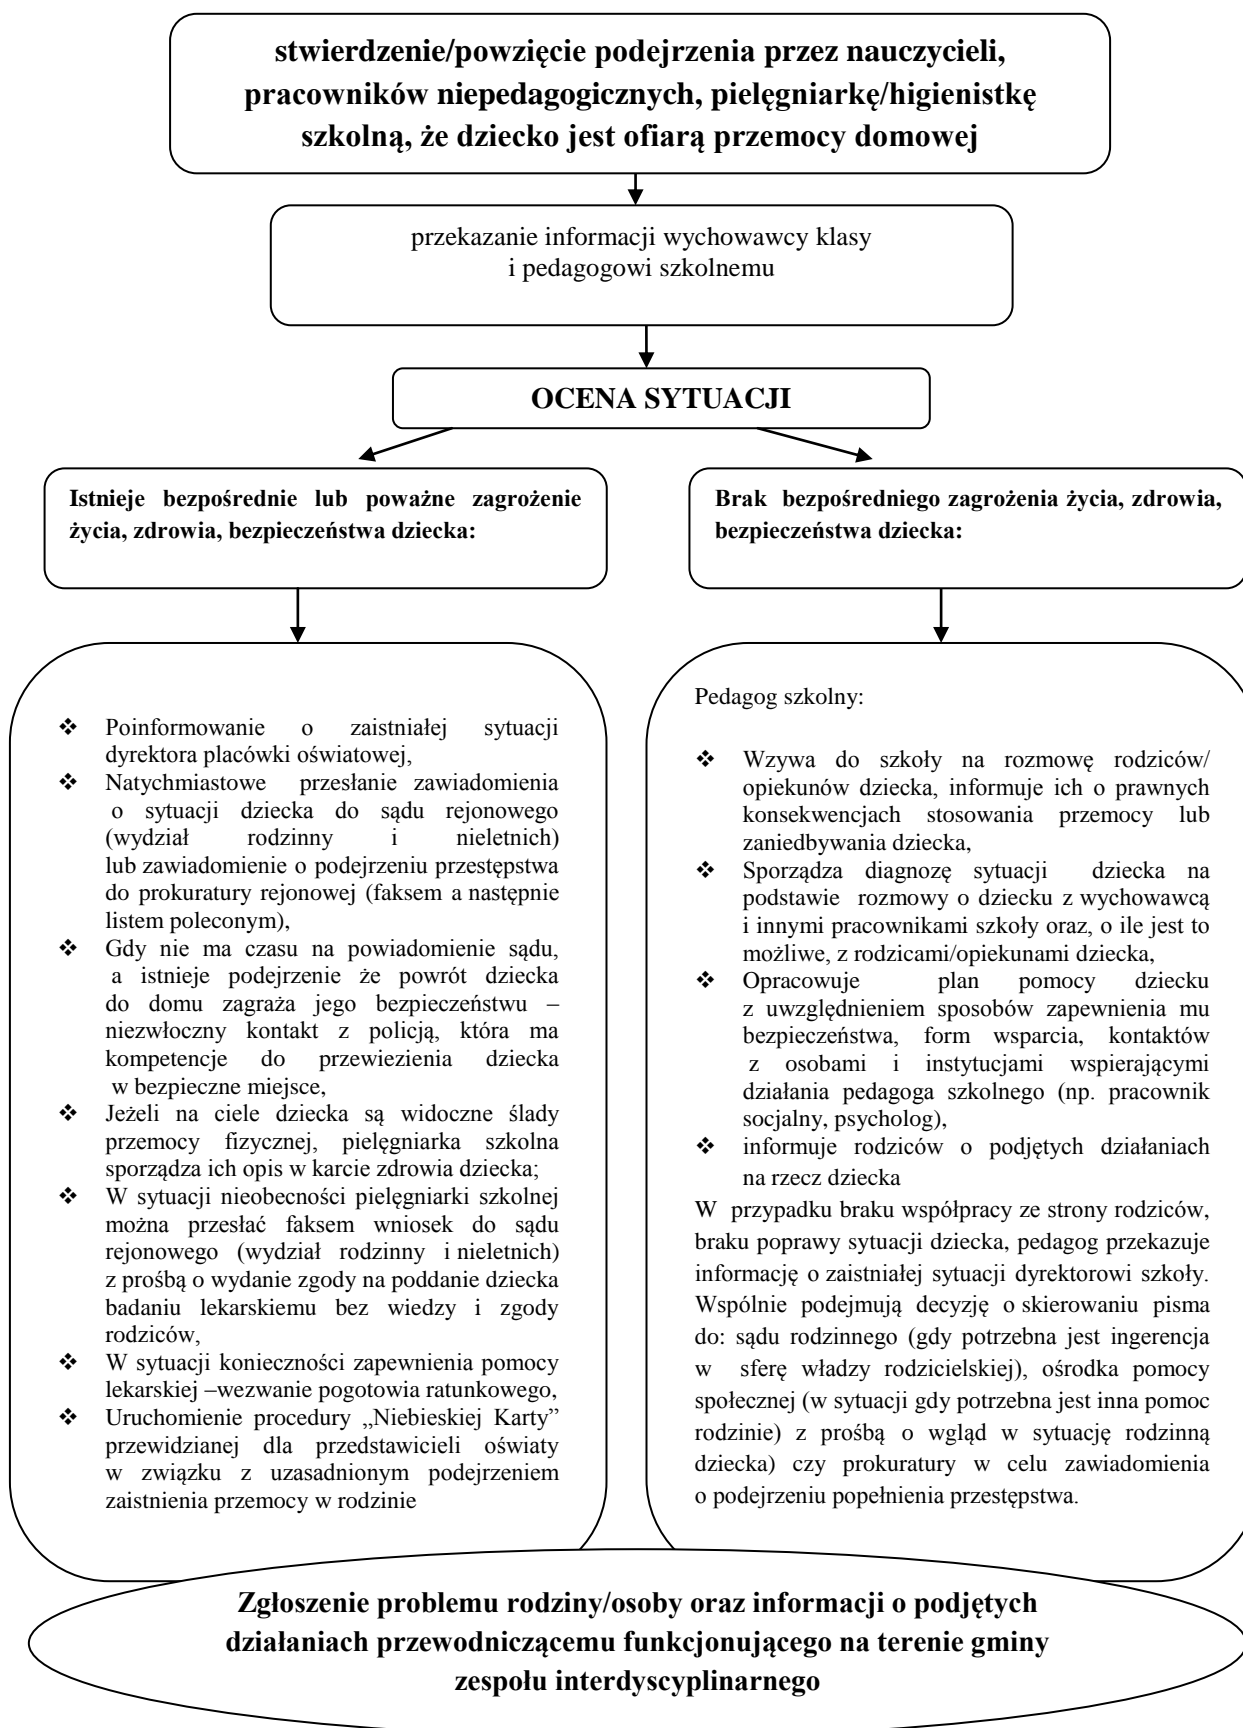 stwierdzenie/powzięcie podejrzenia przez nauczycieli,
pracowników niepedagogicznych, pielęgniarkę/higienistkę
szkolną, że dziecko jest ofiarą przemocy domowej
przekazanie informacji wychowawcy klasy
i pedagogowi szkolnemu
OCENA SYTUACJI
Istnieje bezpośrednie lub poważne zagrożenie
życia, zdrowia, bezpieczeństwa dziecka:
Brak bezpośredniego zagrożenia życia, zdrowia,
bezpieczeństwa dziecka:
❖ Poinformowanie o zaistniałej sytuacji
dyrektora placówki oświatowej,
❖ Natychmiastowe przesłanie zawiadomienia
o sytuacji dziecka do sądu rejonowego
(wydział rodzinny i nieletnich)
lub zawiadomienie o podejrzeniu przestępstwa
do prokuratury rejonowej (faksem a następnie
listem poleconym),
❖ Gdy nie ma czasu na powiadomienie sądu,
a istnieje podejrzenie że powrót dziecka
do domu zagraża jego bezpieczeństwu –
niezwłoczny kontakt z policją, która ma
kompetencje do przewiezienia dziecka
w bezpieczne miejsce,
❖ Jeżeli na ciele dziecka są widoczne ślady
przemocy fizycznej, pielęgniarka szkolna
sporządza ich opis w karcie zdrowia dziecka;
❖ W sytuacji nieobecności pielęgniarki szkolnej
można przesłać faksem wniosek do sądu
rejonowego (wydział rodzinny i nieletnich)
z prośbą o wydanie zgody na poddanie dziecka
badaniu lekarskiemu bez wiedzy i zgody
rodziców,
❖ W sytuacji konieczności zapewnienia pomocy
lekarskiej –wezwanie pogotowia ratunkowego,
❖ Uruchomienie procedury „Niebieskiej Karty”
przewidzianej dla przedstawicieli oświaty
w związku z uzasadnionym podejrzeniem
zaistnienia przemocy w rodzinie
Pedagog szkolny:
❖ Wzywa do szkoły na rozmowę rodziców/
opiekunów dziecka, informuje ich o prawnych
konsekwencjach stosowania przemocy lub
zaniedbywania dziecka,
❖ Sporządza diagnozę sytuacji dziecka na
podstawie rozmowy o dziecku z wychowawcą
i innymi pracownikami szkoły oraz, o ile jest to
możliwe, z rodzicami/opiekunami dziecka,
❖ Opracowuje plan pomocy dziecku
z uwzględnieniem sposobów zapewnienia mu
bezpieczeństwa, form wsparcia, kontaktów
z osobami i instytucjami wspierającymi
działania pedagoga szkolnego (np. pracownik
socjalny, psycholog),
❖ informuje rodziców o podjętych działaniach
na rzecz dziecka
W przypadku braku współpracy ze strony rodziców,
braku poprawy sytuacji dziecka, pedagog przekazuje
informację o zaistniałej sytuacji dyrektorowi szkoły.
Wspólnie podejmują decyzję o skierowaniu pisma
do: sądu rodzinnego (gdy potrzebna jest ingerencja
w sferę władzy rodzicielskiej), ośrodka pomocy
społecznej (w sytuacji gdy potrzebna jest inna pomoc
rodzinie) z prośbą o wgląd w sytuację rodzinną
dziecka) czy prokuratury w celu zawiadomienia
o podejrzeniu popełnienia przestępstwa.
Zgłoszenie problemu rodziny/osoby oraz informacji o podjętych
działaniach przewodniczącemu funkcjonującego na terenie gminy
zespołu interdyscyplinarnego